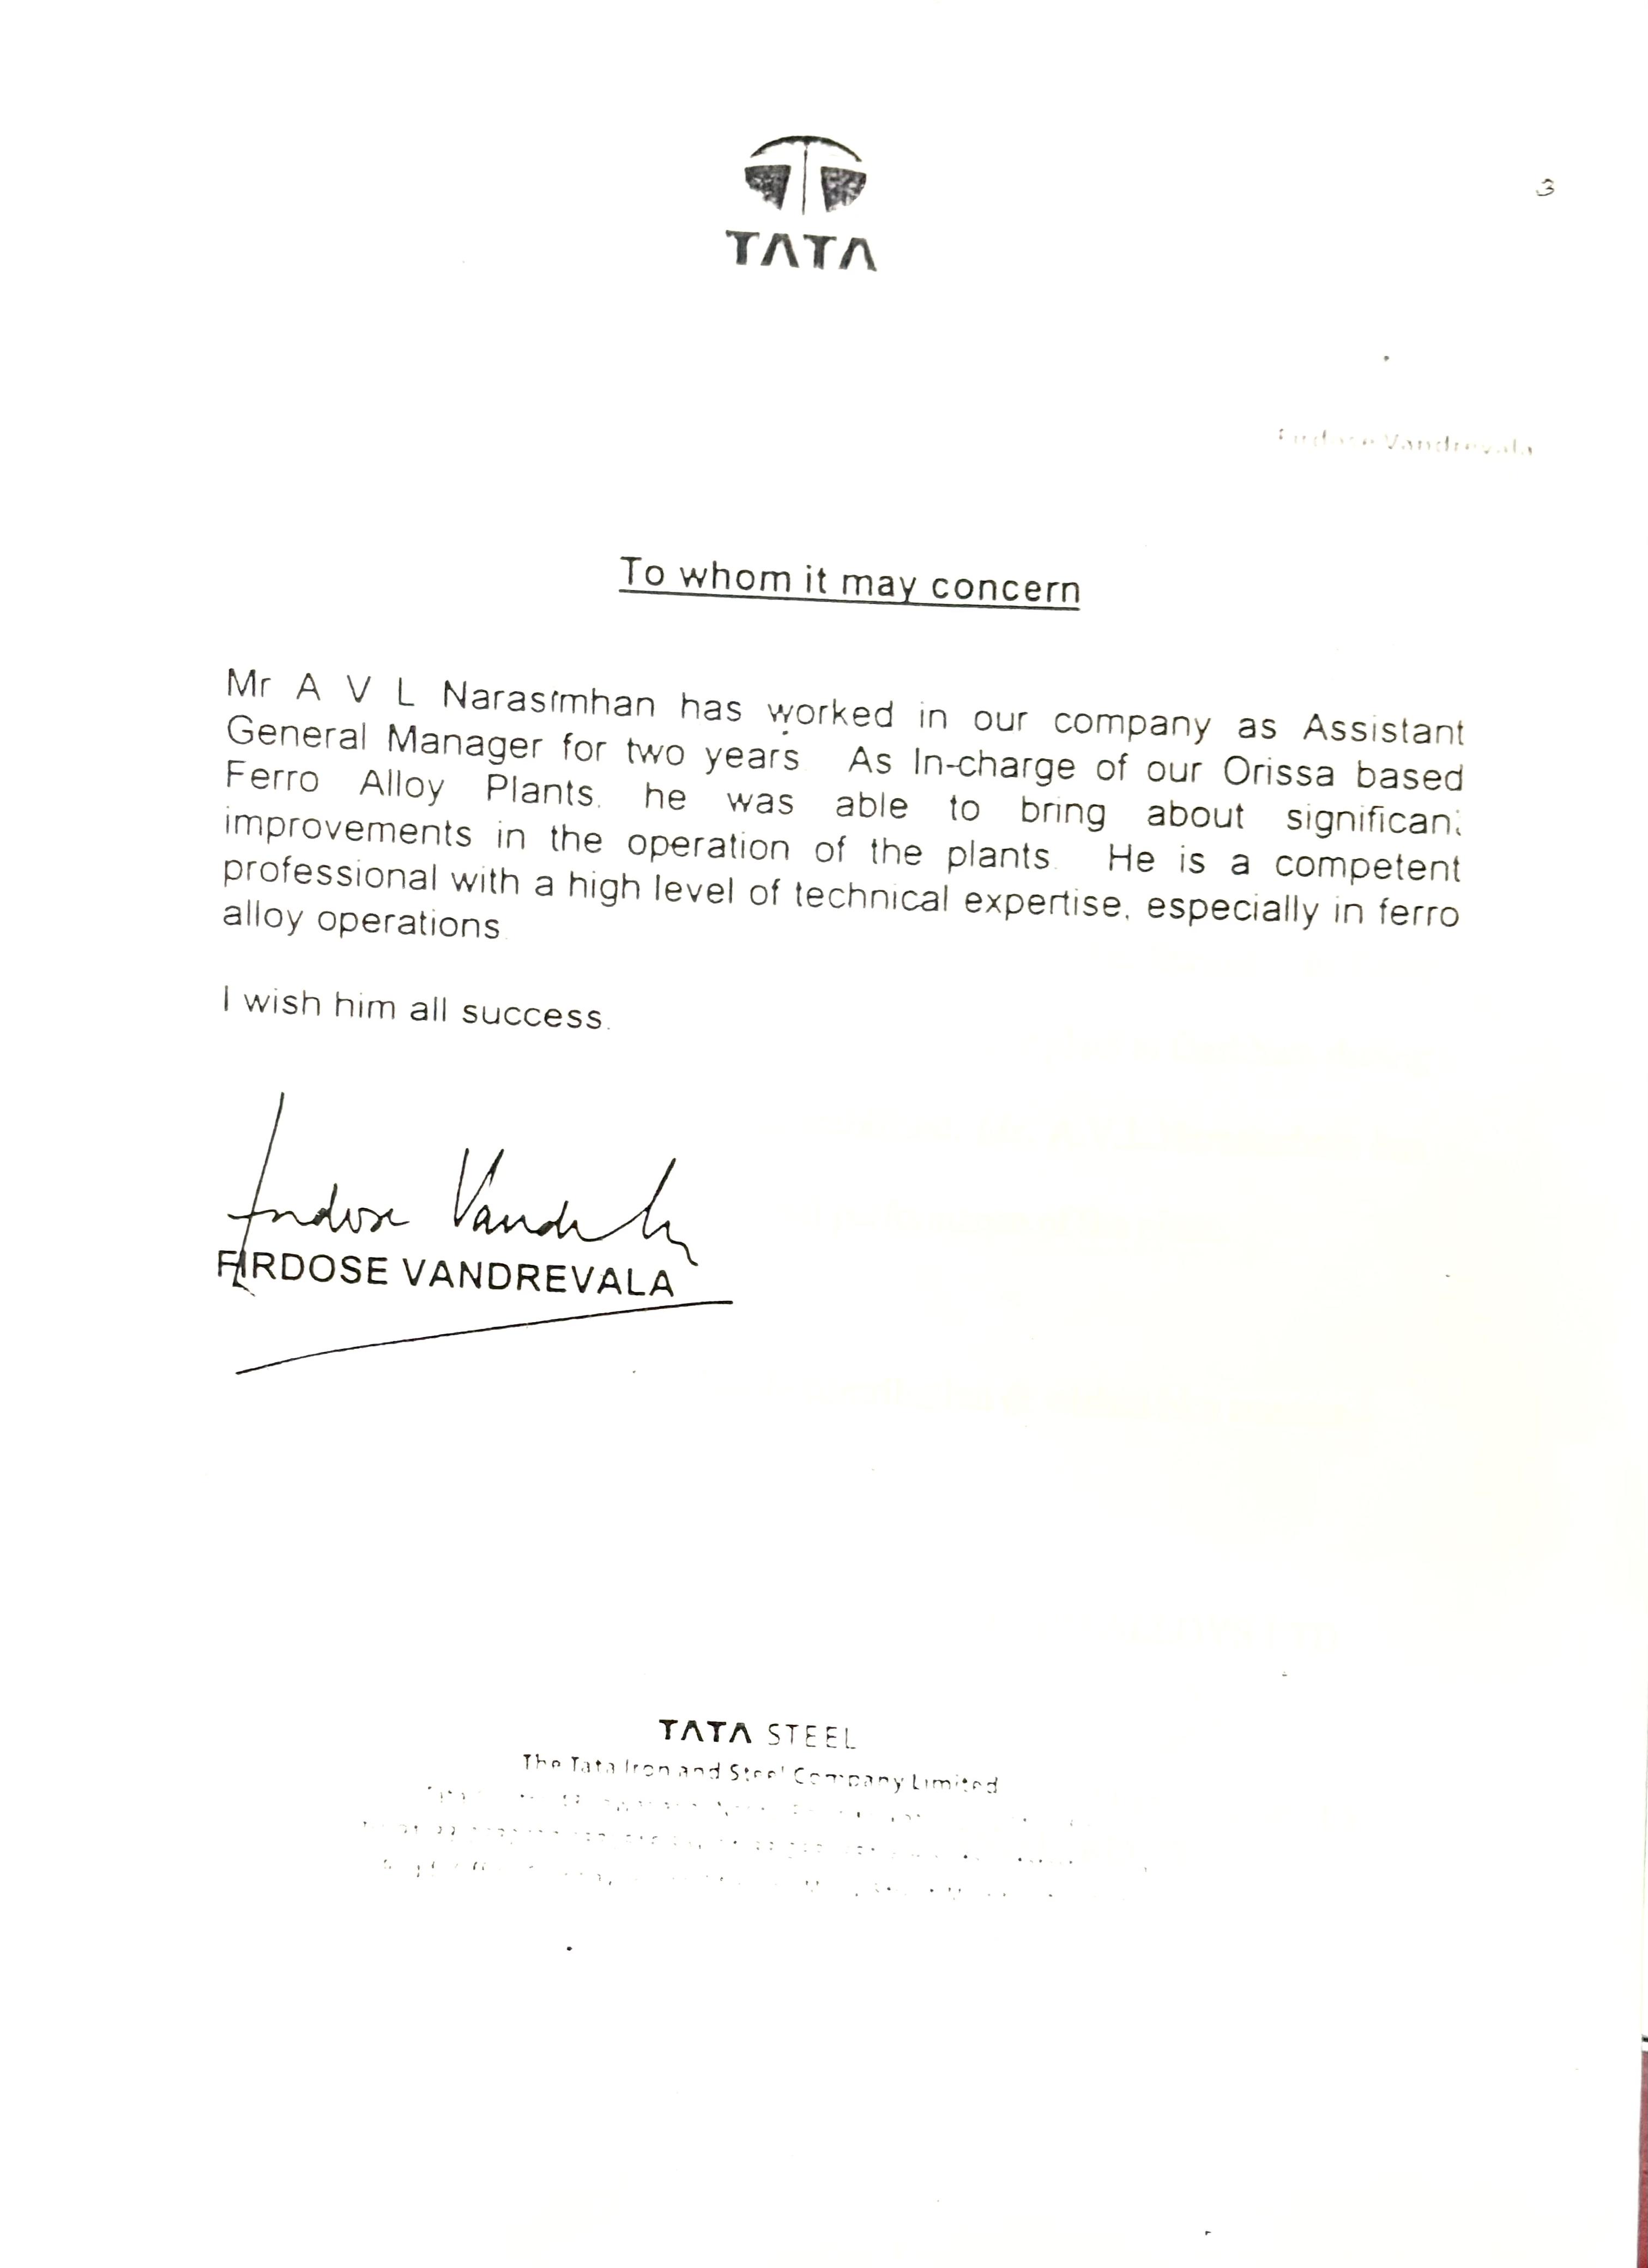 3
TATA
Firdose Vandrevala
To whom it may concern
Mr A V L Narasimhan has worked in our company as Assistant
General Manager for two years. As In-charge of our Orissa based
Ferro Alloy Plants, he was able to bring about significant
improvements in the operation of the plants. He is a competent
professional with a high level of technical expertise, especially in ferro
alloy operations.
I wish him all success.
Firdose Vandrevala
FIRDOSE VANDREVALA
TATA STEEL
The Tata Iron and Steel Company Limited